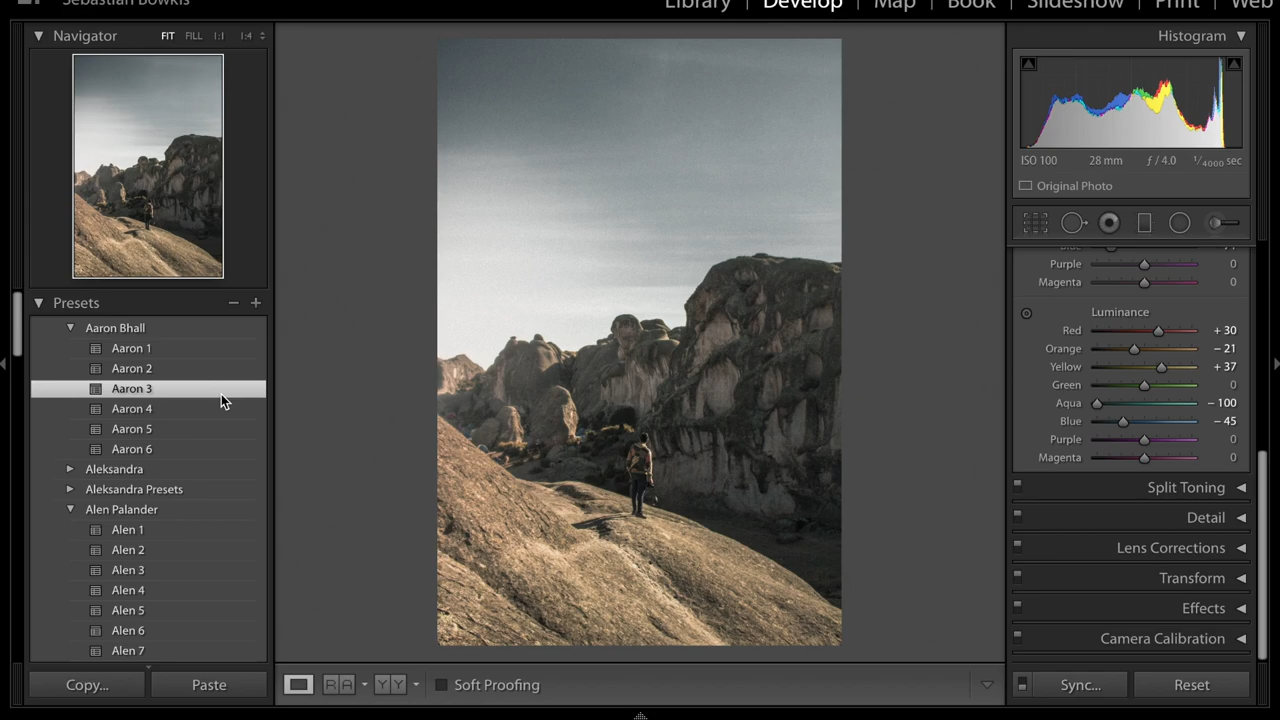 Sebastian Bowkis
Library | Develop | Map | Book | Slideshow | Print | Web
Navigator FIT FILL 1:1 1:4
Presets − +
Aaron Bhall
Aaron 1
Aaron 2
Aaron 3
Aaron 4
Aaron 5
Aaron 6
Aleksandra
Aleksandra Presets
Alen Palander
Alen 1
Alen 2
Alen 3
Alen 4
Alen 5
Alen 6
Alen 7
Copy... Paste
RA YY Soft Proofing
Histogram
ISO 100 28 mm ƒ / 4.0 1/4000 sec
Original Photo
Purple 0
Magenta 0
Luminance
Red + 30
Orange − 21
Yellow + 37
Green 0
Aqua − 100
Blue − 45
Purple 0
Magenta 0
Split Toning
Detail
Lens Corrections
Transform
Effects
Camera Calibration
Sync... Reset